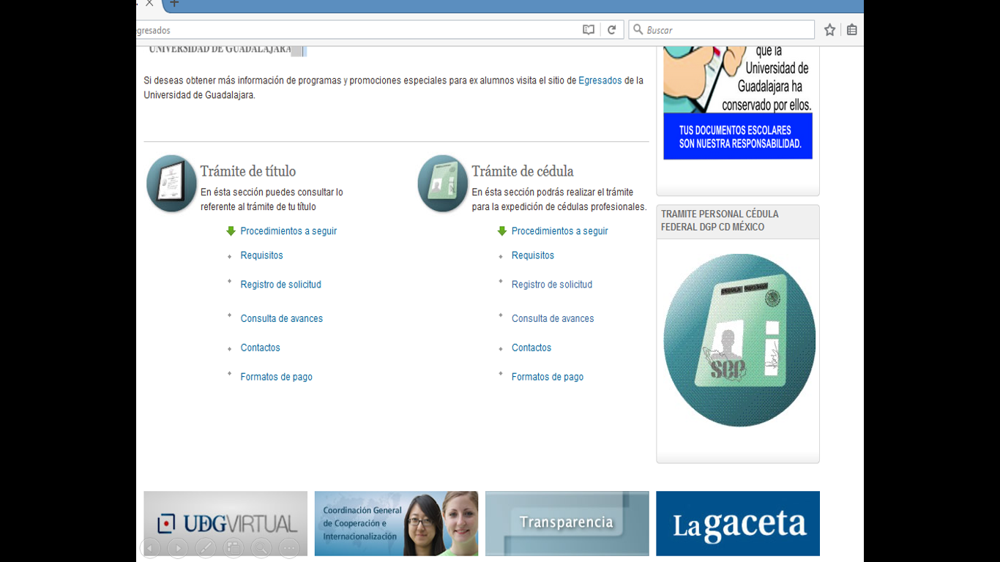 gresados
Buscar
UNIVERSIDAD DE GUADALAJARA
Si deseas obtener más información de programas y promociones especiales para ex alumnos visita el sitio de Egresados de la
Universidad de Guadalajara.
Trámite de título
En ésta sección puedes consultar lo
referente al trámite de tu título
Procedimientos a seguir
Requisitos
Registro de solicitud
Consulta de avances
Contactos
Formatos de pago
Trámite de cédula
En ésta sección podrás realizar el trámite
para la expedición de cédulas profesionales.
Procedimientos a seguir
Requisitos
Registro de solicitud
Consulta de avances
Contactos
Formatos de pago
que la
Universidad de
Guadalajara ha
conservado por ellos.
TUS DOCUMENTOS ESCOLARES
SON NUESTRA RESPONSABILIDAD.
TRAMITE PERSONAL CÉDULA
FEDERAL DGP CD MÉXICO
SEP
UDGVIRTUAL
Coordinación General
de Cooperación e
Internacionalización
Transparencia
La gaceta